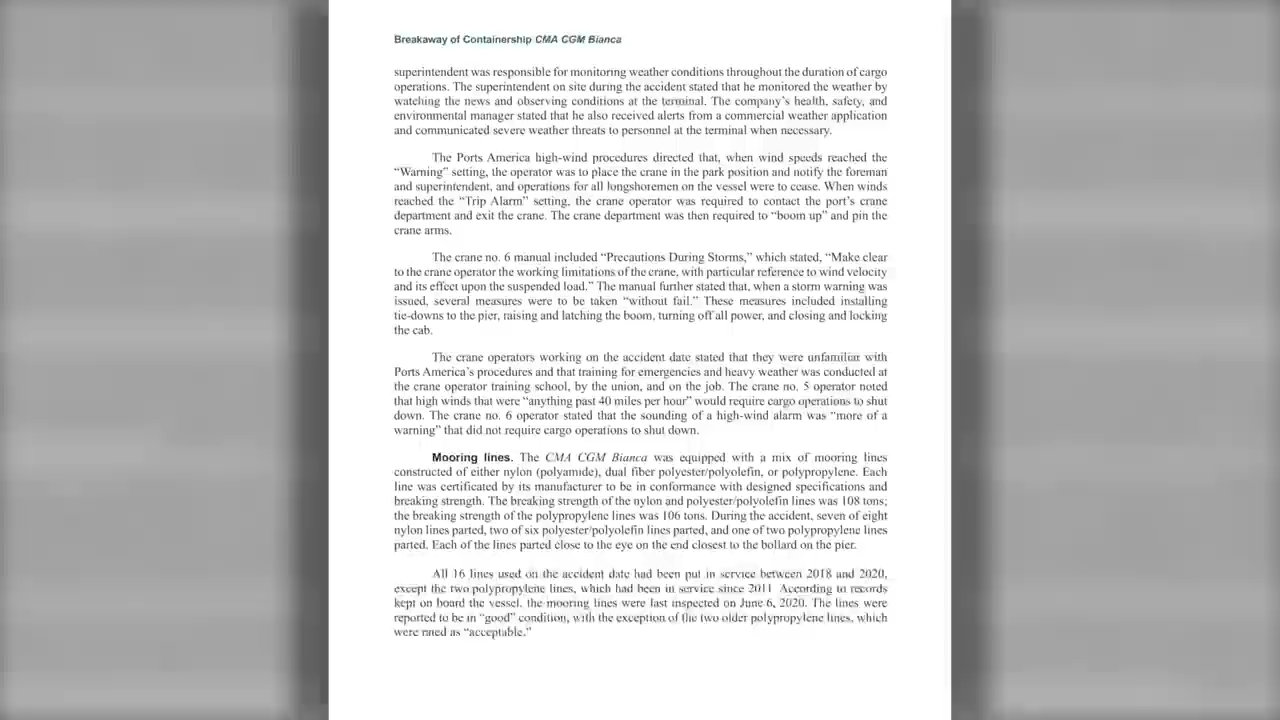 Breakaway of Containership CMA CGM Bianca
superintendent was responsible for monitoring weather conditions throughout the duration of cargo
operations. The superintendent on site during the accident stated that he monitored the weather by
watching the news and observing conditions at the terminal. The company's health, safety, and
environmental manager stated that he also received alerts from a commercial weather application
and communicated severe weather threats to personnel at the terminal when necessary.
The Ports America high-wind procedures directed that, when wind speeds reached the
“Warning” setting, the operator was to place the crane in the park position and notify the foreman
and superintendent, and operations for all longshoremen on the vessel were to cease. When winds
reached the “Trip Alarm” setting, the crane operator was required to contact the port's crane
department and exit the crane. The crane department was then required to “boom up” and pin the
crane arms.
The crane no. 6 manual included “Precautions During Storms,” which stated, “Make clear
to the crane operator the working limitations of the crane, with particular reference to wind velocity
and its effect upon the suspended load.” The manual further stated that, when a storm warning was
issued, several measures were to be taken “without fail.” These measures included installing
tie-downs to the pier, raising and latching the boom, turning off all power, and closing and locking
the cab.
The crane operators working on the accident date stated that they were unfamiliar with
Ports America's procedures and that training for emergencies and heavy weather was conducted at
the crane operator training school, by the union, and on the job. The crane no. 5 operator noted
that high winds that were “anything past 40 miles per hour” would require cargo operations to shut
down. The crane no. 6 operator stated that the sounding of a high-wind alarm was “more of a
warning” that did not require cargo operations to shut down.
Mooring lines. The CMA CGM Bianca was equipped with a mix of mooring lines
constructed of either nylon (polyamide), dual fiber polyester/polyolefin, or polypropylene. Each
line was certificated by its manufacturer to be in conformance with designed specifications and
breaking strength. The breaking strength of the nylon and polyester/polyolefin lines was 108 tons;
the breaking strength of the polypropylene lines was 106 tons. During the accident, seven of eight
nylon lines parted, two of six polyester/polyolefin lines parted, and one of two polypropylene lines
parted. Each of the lines parted close to the eye on the end closest to the bollard on the pier.
All 16 lines used on the accident date had been put in service between 2018 and 2020,
except the two polypropylene lines, which had been in service since 2011. According to records
kept on board the vessel, the mooring lines were last inspected on June 6, 2020. The lines were
reported to be in “good” condition, with the exception of the two older polypropylene lines, which
were rated as “acceptable.”